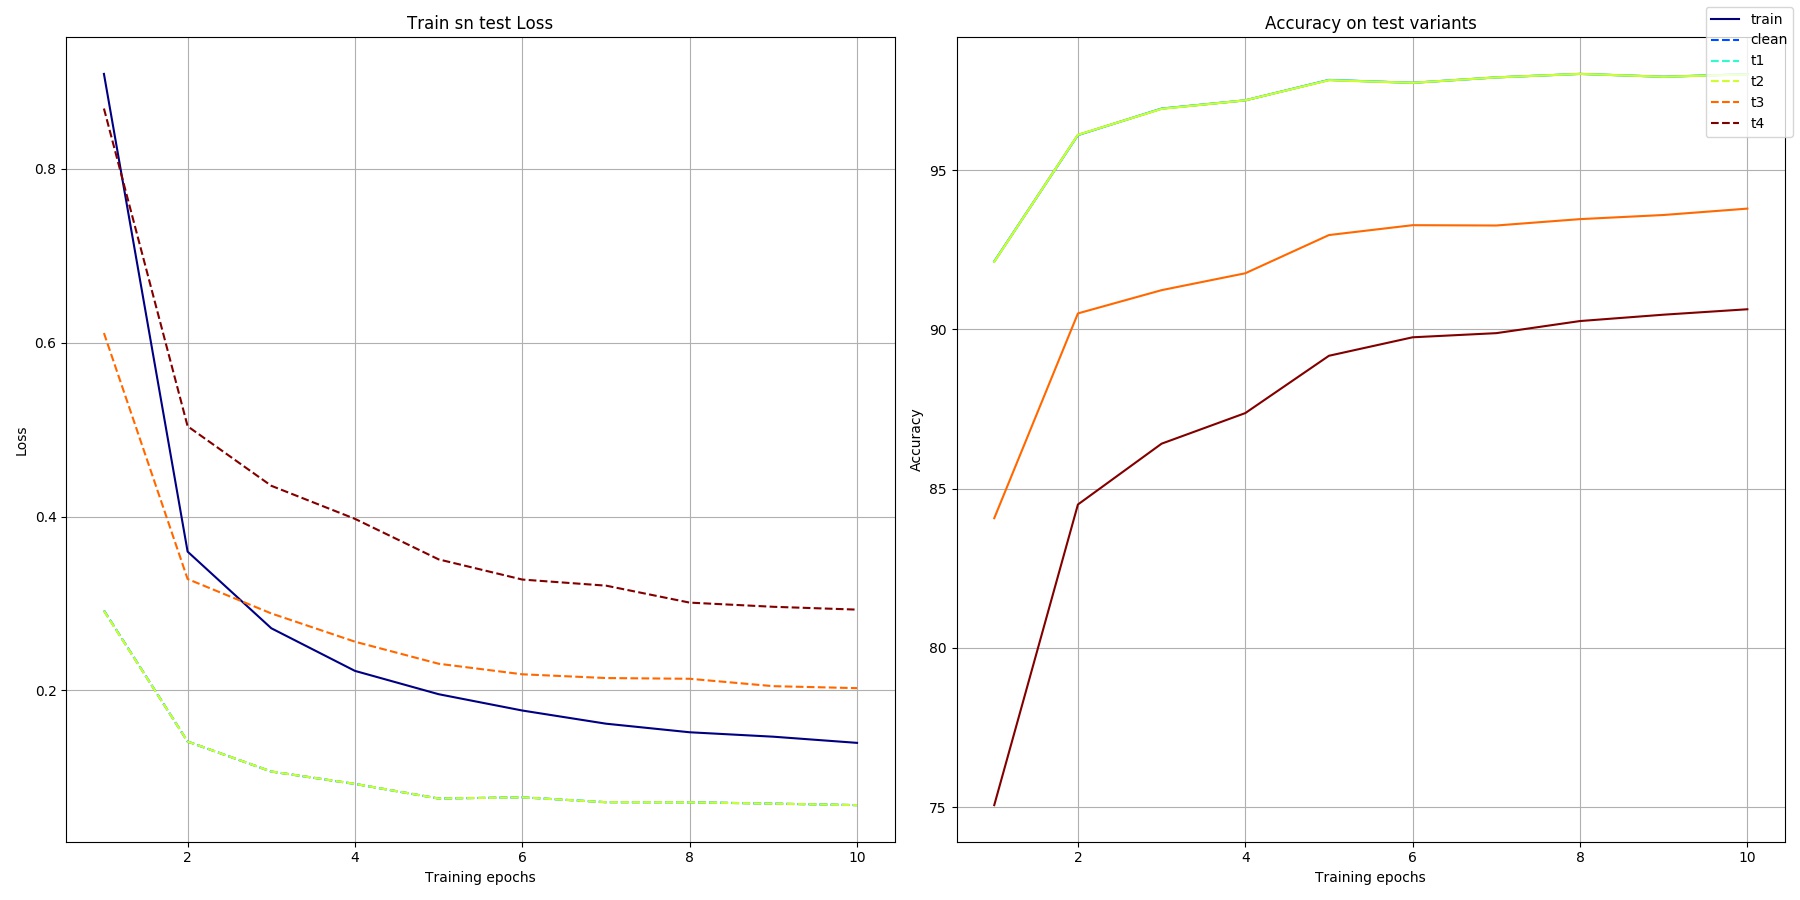 Train sn test Loss
Loss
0.8
0.6
0.4
0.2
2 4 6 8 10
Training epochs
Accuracy on test variants
Accuracy
95
90
85
80
75
2 4 6 8 10
Training epochs
train
clean
t1
t2
t3
t4